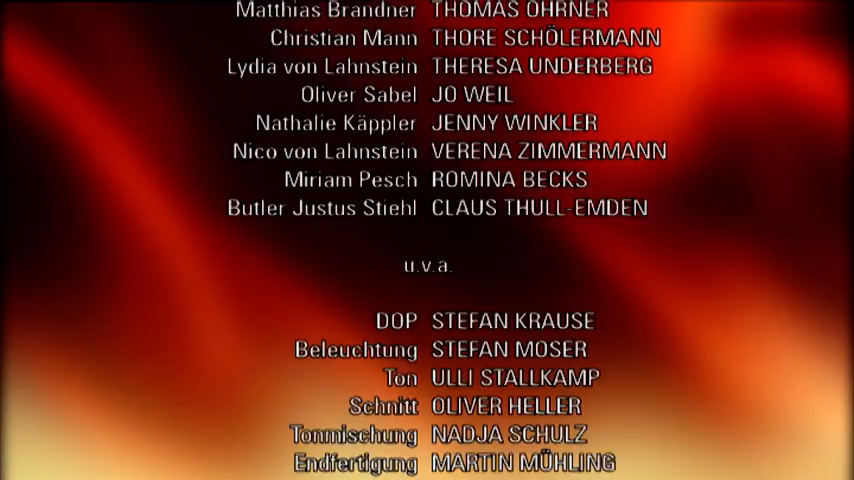 Matthias Brandner THOMAS OHRNER
Christian Mann THORE SCHÖLERMANN
Lydia von Lahnstein THERESA UNDERBERG
Oliver Sabel JO WEIL
Nathalie Käppler JENNY WINKLER
Nico von Lahnstein VERENA ZIMMERMANN
Miriam Pesch ROMINA BECKS
Butler Justus Stiehl CLAUS THULL-EMDEN
u.v.a.
DOP STEFAN KRAUSE
Beleuchtung STEFAN MOSER
Ton ULLI STALLKAMP
Schnitt OLIVER HELLER
Tonmischung NADJA SCHULZ
Endfertigung MARTIN MÜHLING